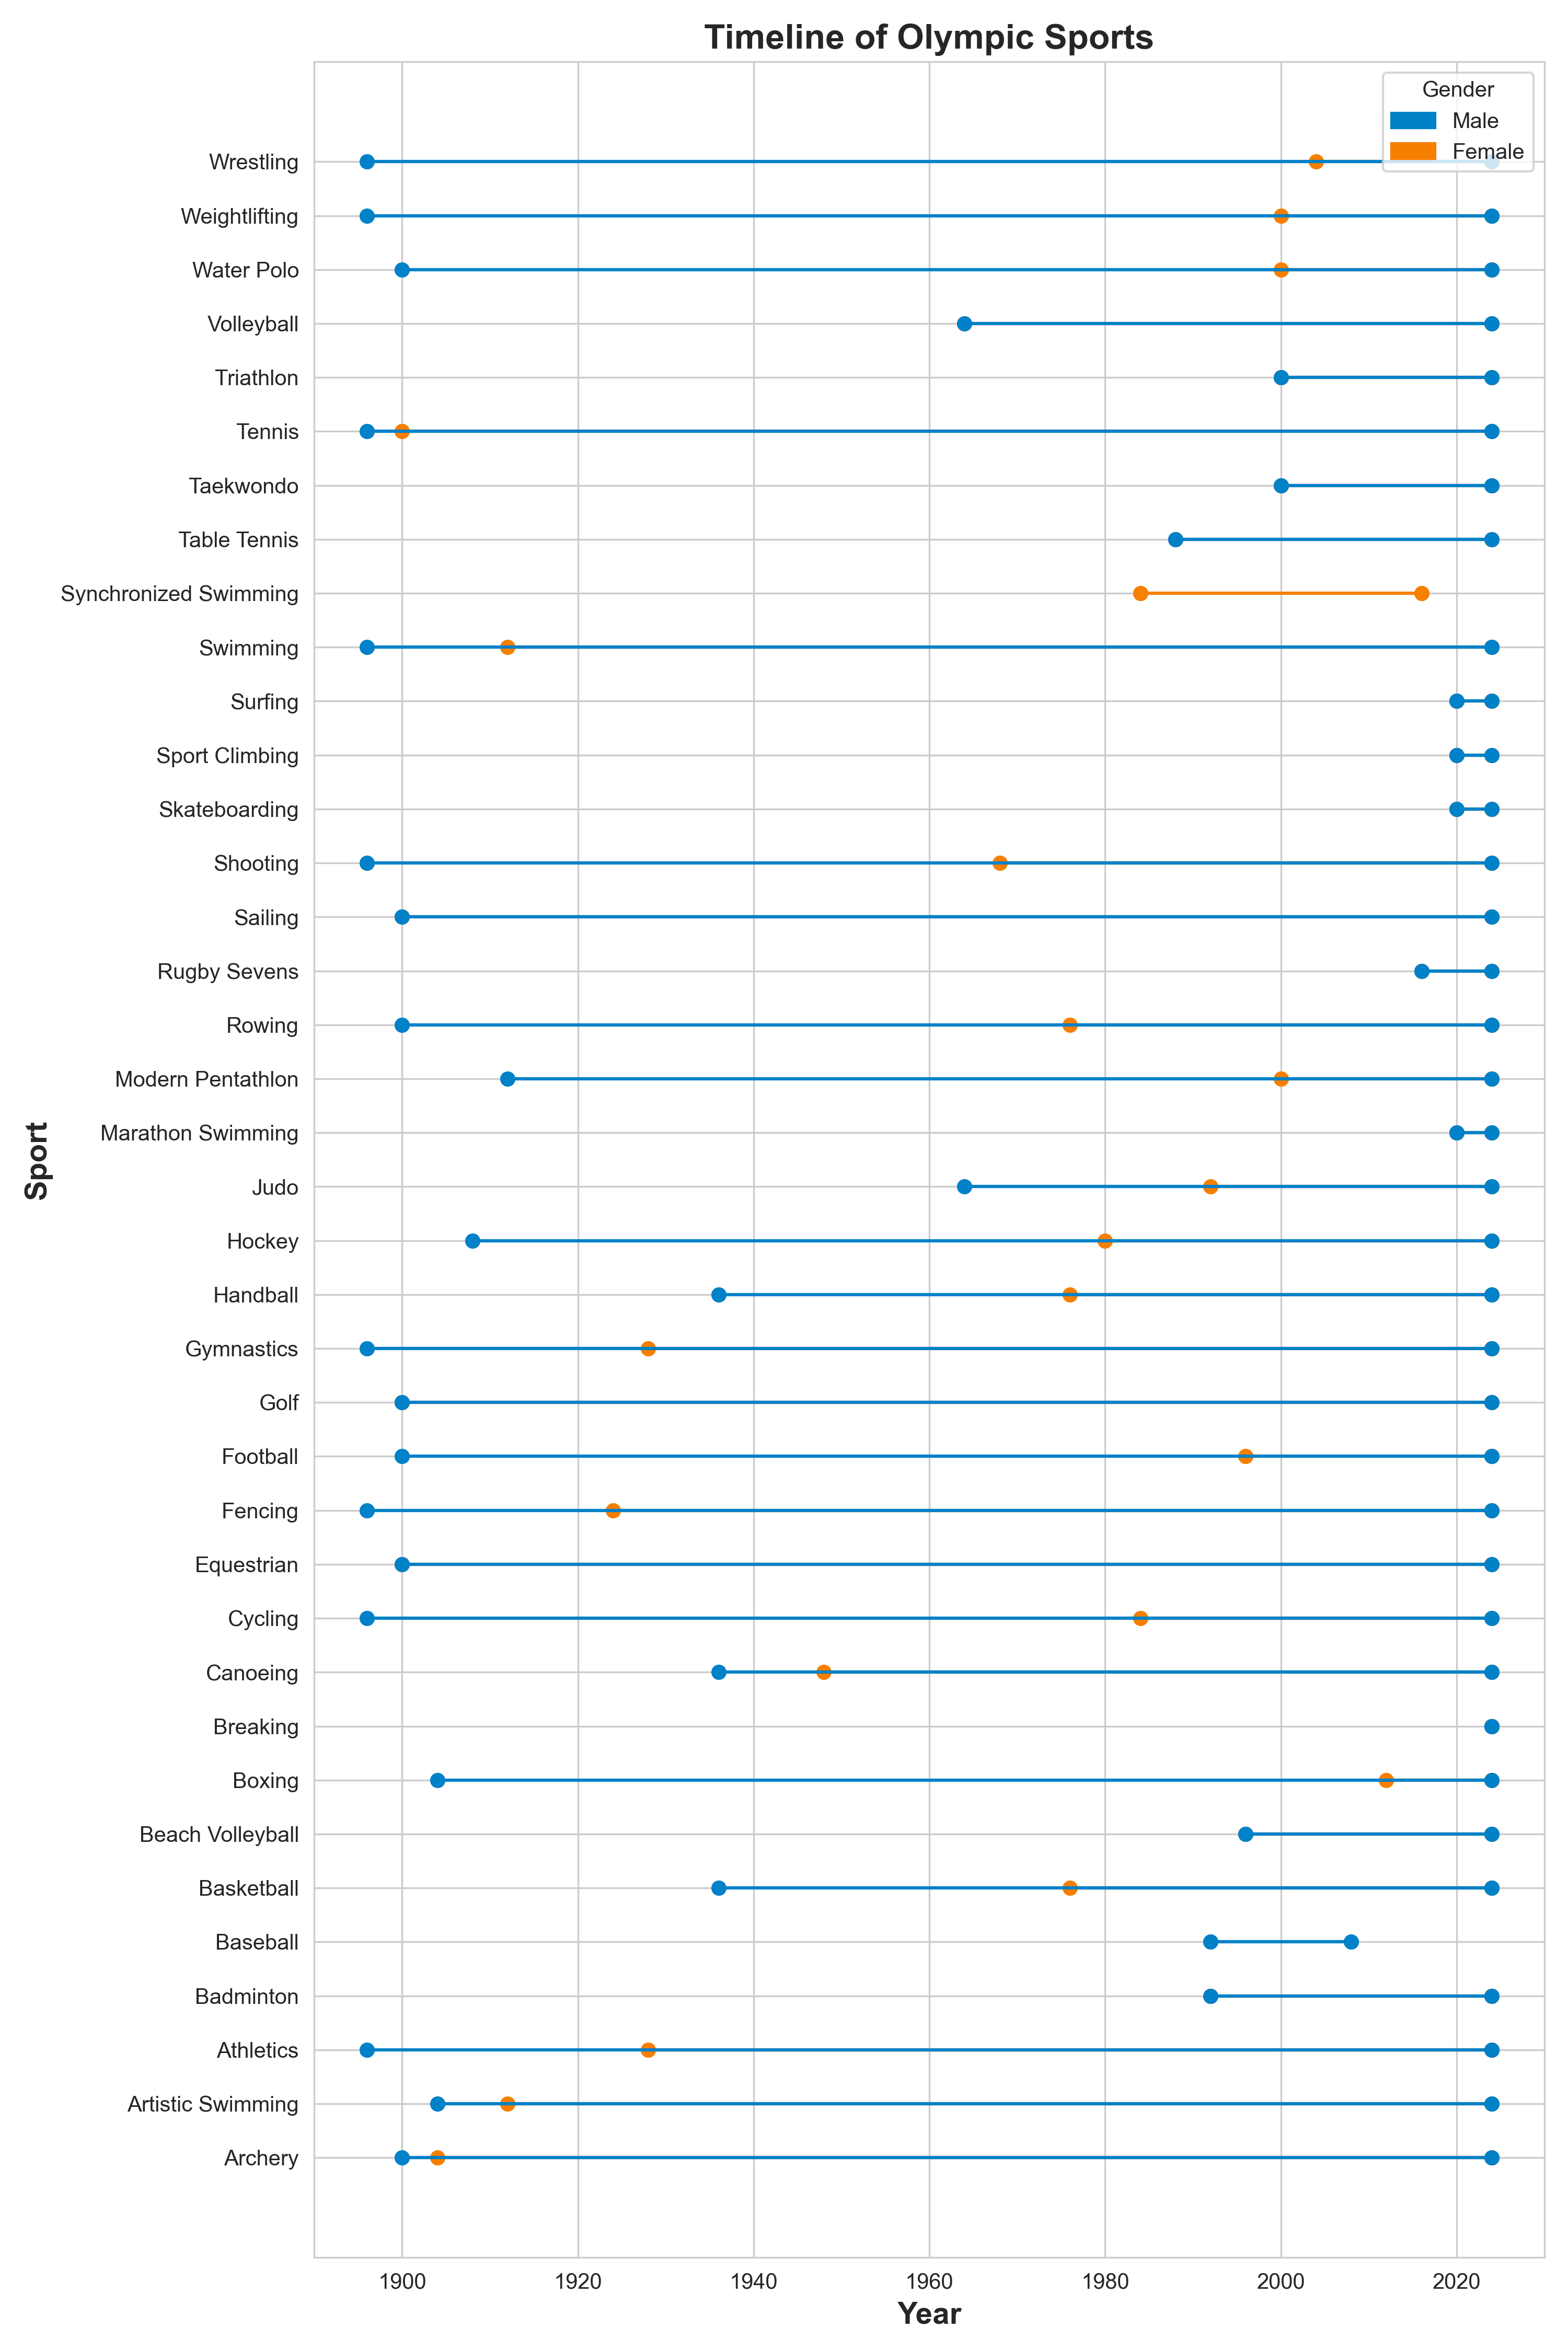 Timeline of Olympic Sports
Gender
Male
Female
Wrestling
Weightlifting
Water Polo
Volleyball
Triathlon
Tennis
Taekwondo
Table Tennis
Synchronized Swimming
Swimming
Surfing
Sport Climbing
Skateboarding
Shooting
Sailing
Rugby Sevens
Rowing
Modern Pentathlon
Marathon Swimming
Judo
Hockey
Handball
Gymnastics
Golf
Football
Fencing
Equestrian
Cycling
Canoeing
Breaking
Boxing
Beach Volleyball
Basketball
Baseball
Badminton
Athletics
Artistic Swimming
Archery
Sport
1900 1920 1940 1960 1980 2000 2020
Year